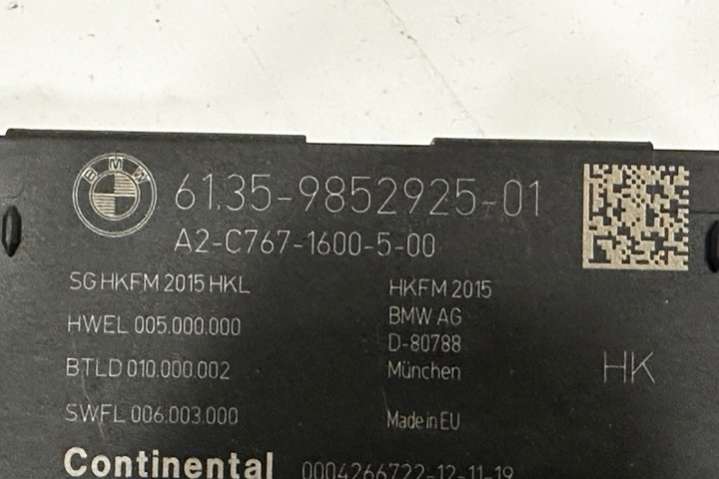 BMW
61.35-9852925-01
A2-C767-1600-5-00
SG HKFM 2015 HKL
HWEL 005.000.000
BTLD 010.000.002
SWFL 006.003.000
HKFM 2015
BMW AG
D-80788
München
Made in EU
HK
Continental 0004266722-12-11-19